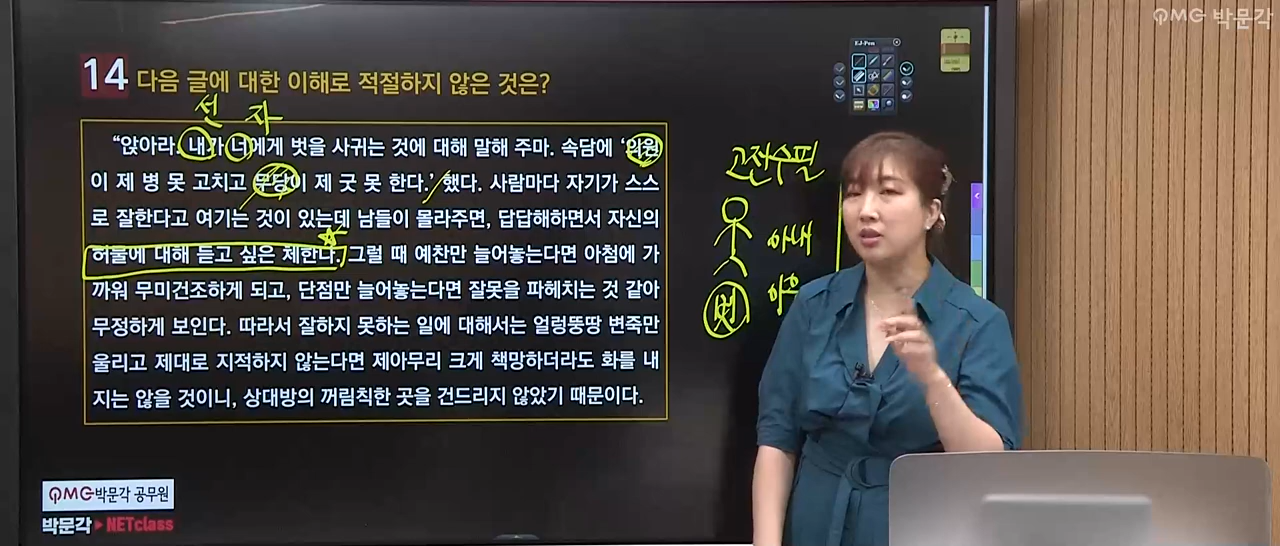 QMG 박문각
EJ-Pen
14 다음 글에 대한 이해로 적절하지 않은 것은?
선 자
“앉아라. 내가 너에게 벗을 사귀는 것에 대해 말해 주마. 속담에 ‘의원
이 제 병 못 고치고 무당이 제 굿 못 한다.’ 했다. 사람마다 자기가 스스
로 잘한다고 여기는 것이 있는데 남들이 몰라주면, 답답해하면서 자신의
허물에 대해 듣고 싶은 체한다. 그럴 때 예찬만 늘어놓는다면 아첨에 가
까워 무미건조하게 되고, 단점만 늘어놓는다면 잘못을 파헤치는 것 같아
무정하게 보인다. 따라서 잘하지 못하는 일에 대해서는 얼렁뚱땅 변죽만
울리고 제대로 지적하지 않는다면 제아무리 크게 책망하더라도 화를 내
지는 않을 것이니, 상대방의 꺼림칙한 곳을 건드리지 않았기 때문이다.
고전수필
아내
벗
QMG박문각 공무원
박문각 NETclass